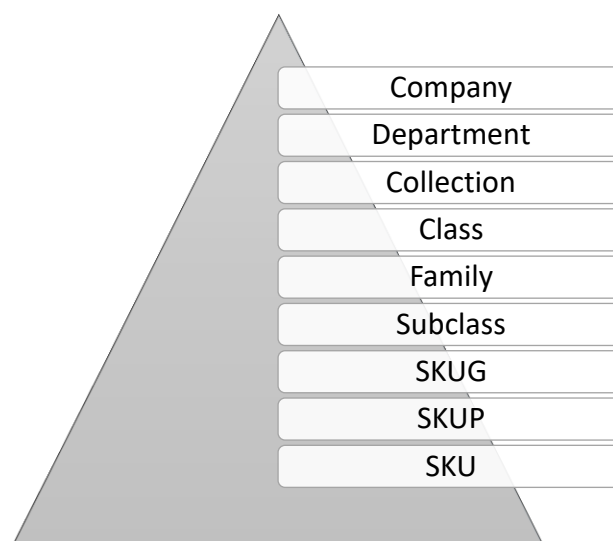 Company
Department
Collection
Class
Family
Subclass
SKUG
SKUP
SKU